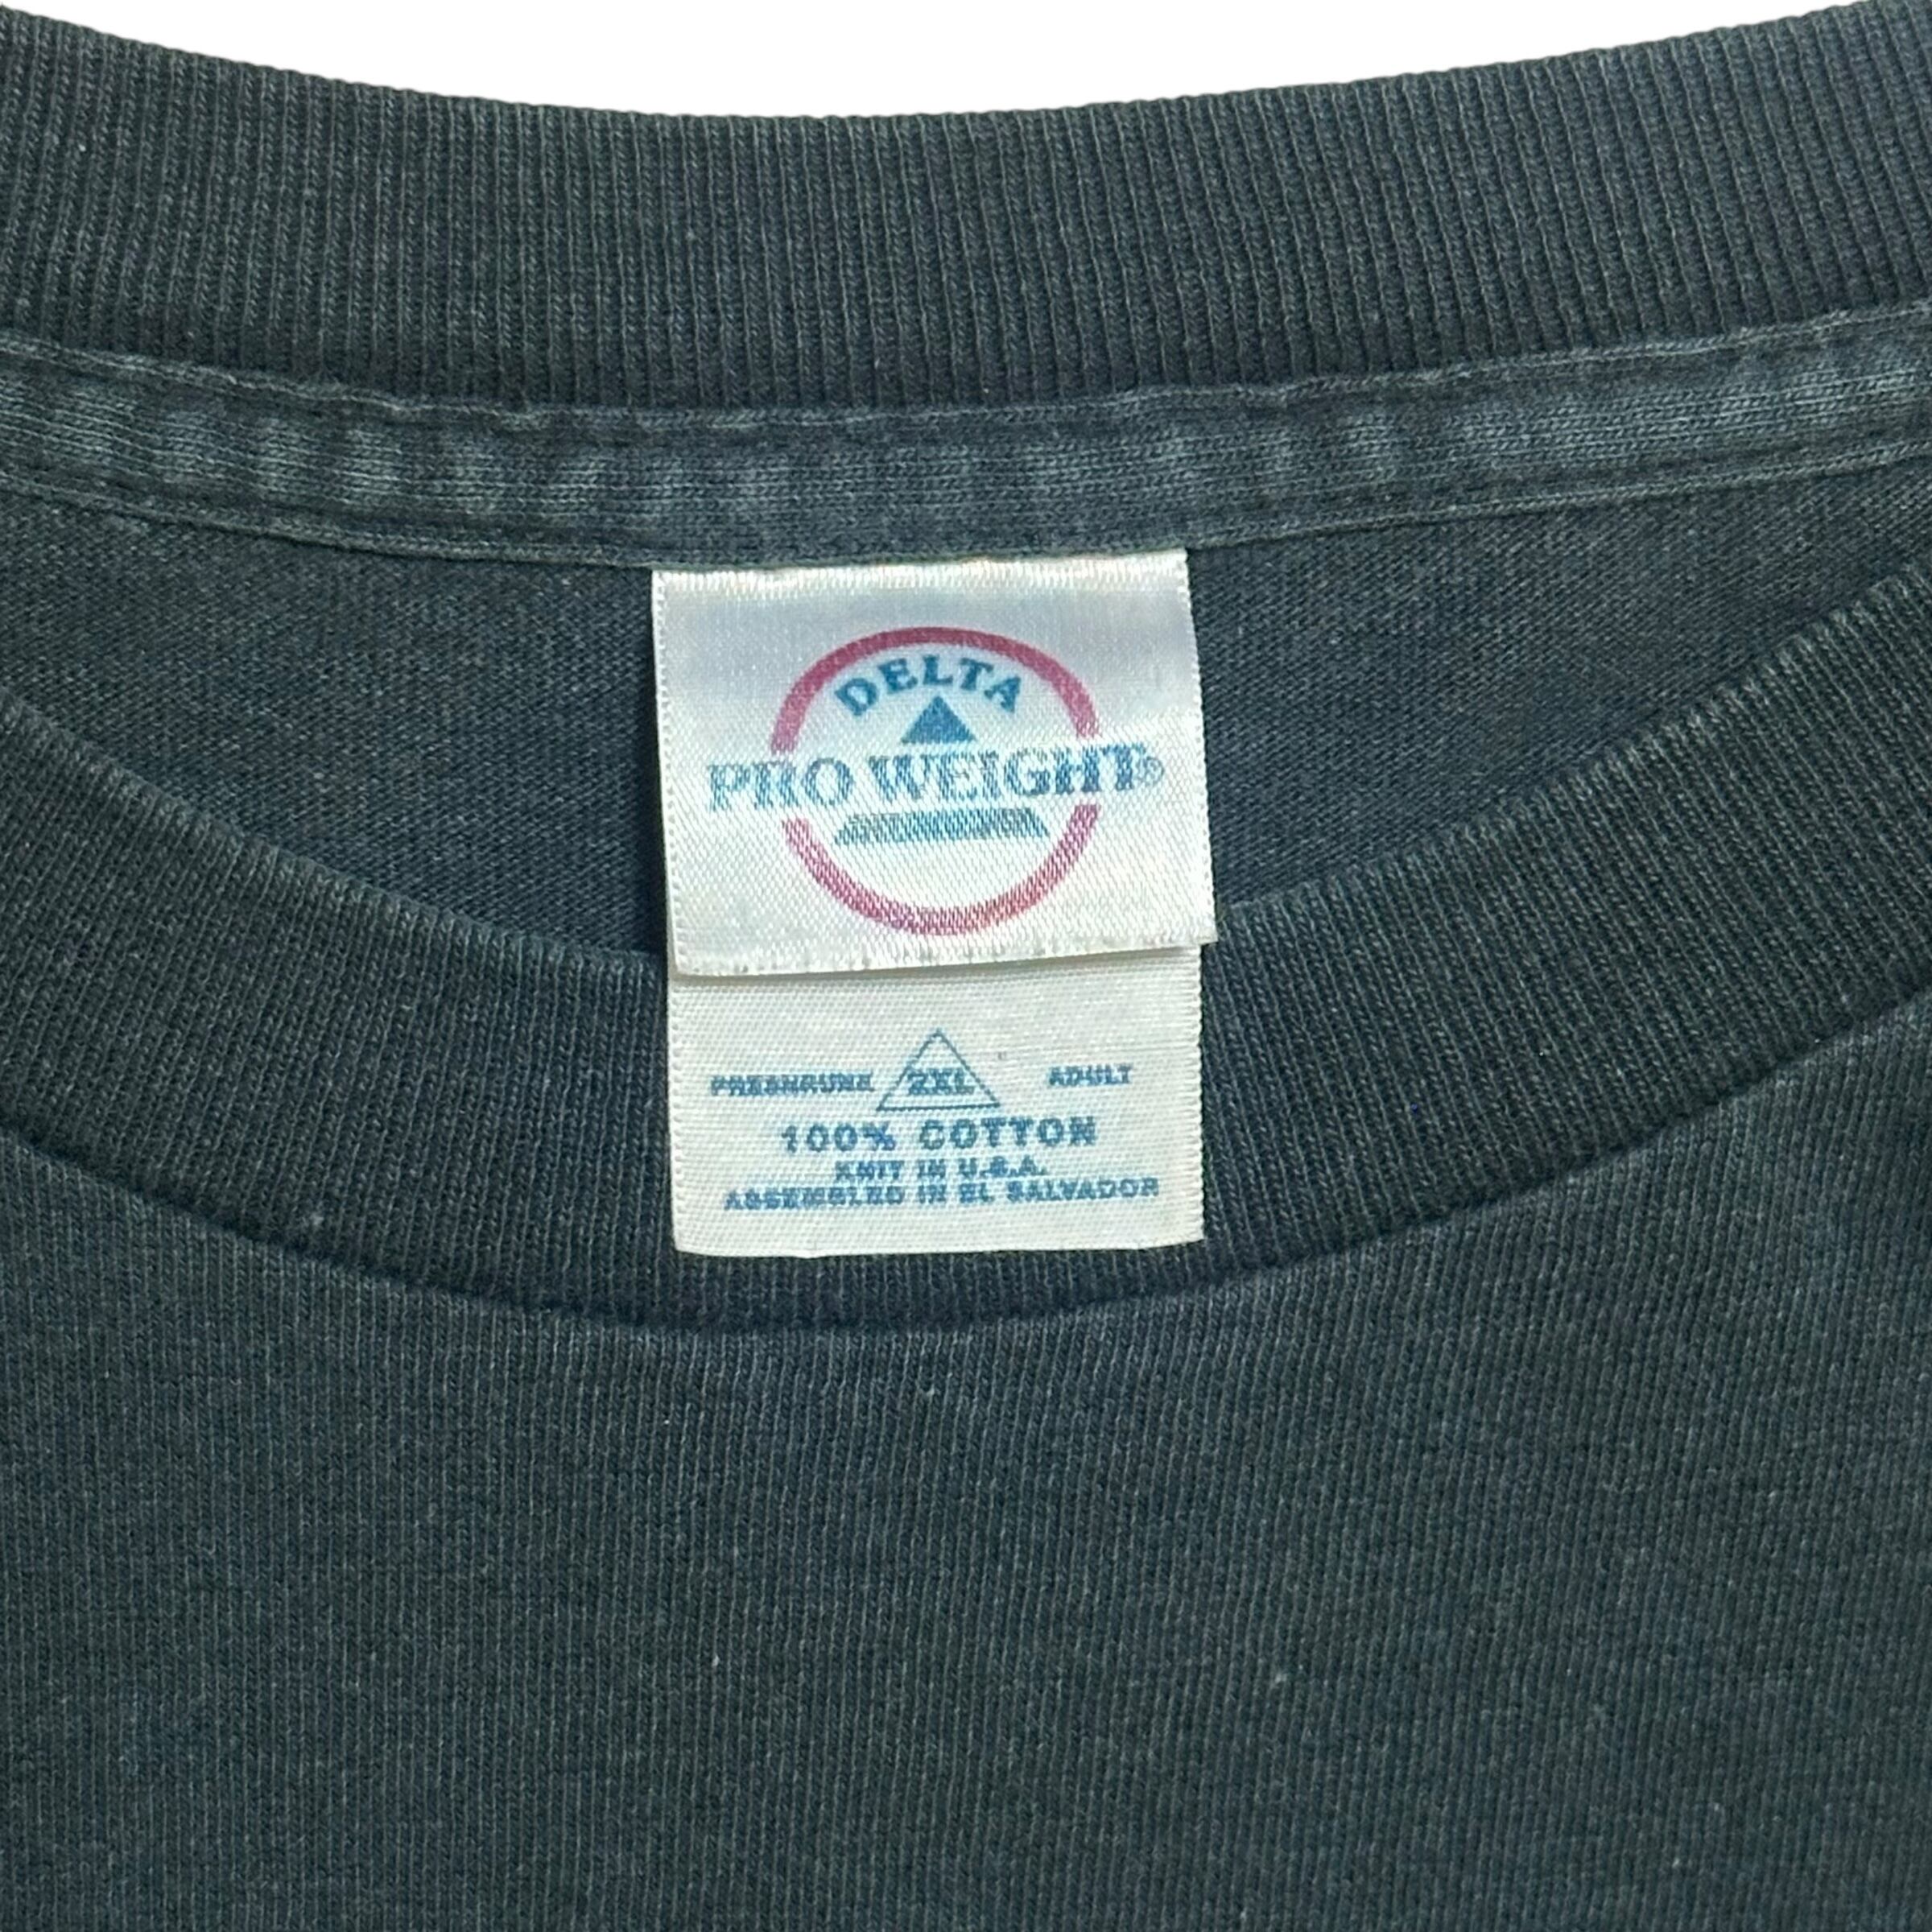 DELTA
PRO WEIGHT®
PRESHRUNK 2XL ADULT
100% COTTON
KNIT IN U.S.A.
ASSEMBLED IN EL SALVADOR